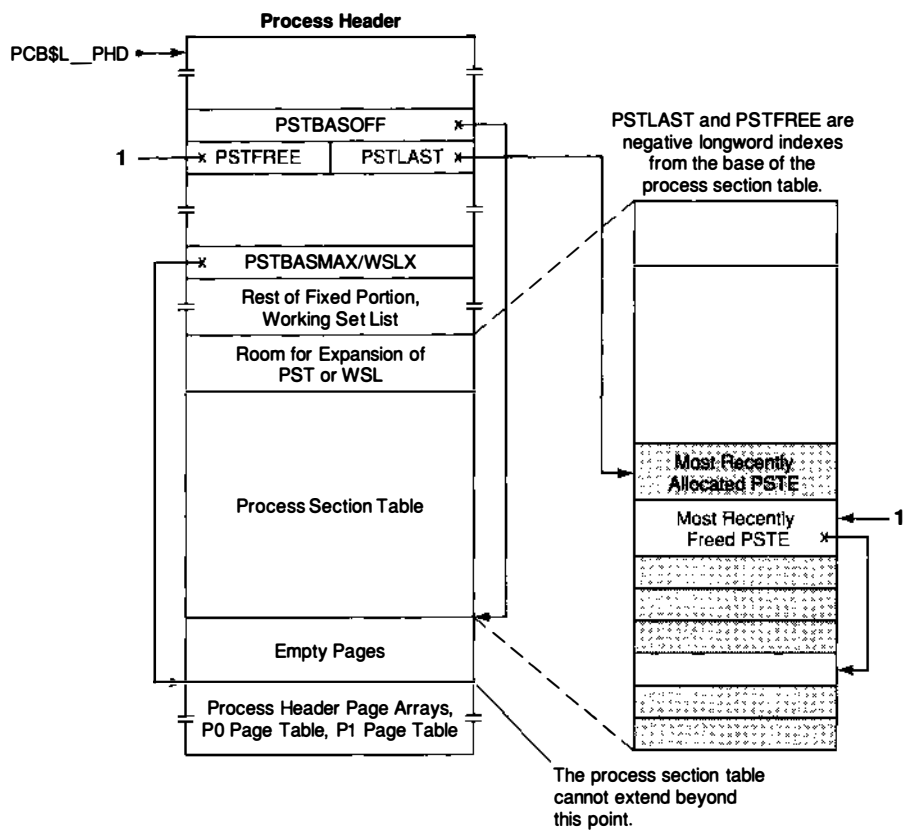 Process Header
PCB$L__PHD
PSTBASOFF
PSTLAST and PSTFREE are
negative longword indexes
from the base of the
process section table.
1
PSTFREE
PSTLAST
PSTBASMAX/WSLX
Rest of Fixed Portion,
Working Set List
Room for Expansion of
PST or WSL
Most Recently
Allocated PSTE
Process Section Table
Most Recently
Freed PSTE
1
Empty Pages
Process Header Page Arrays,
P0 Page Table, P1 Page Table
The process section table
cannot extend beyond
this point.